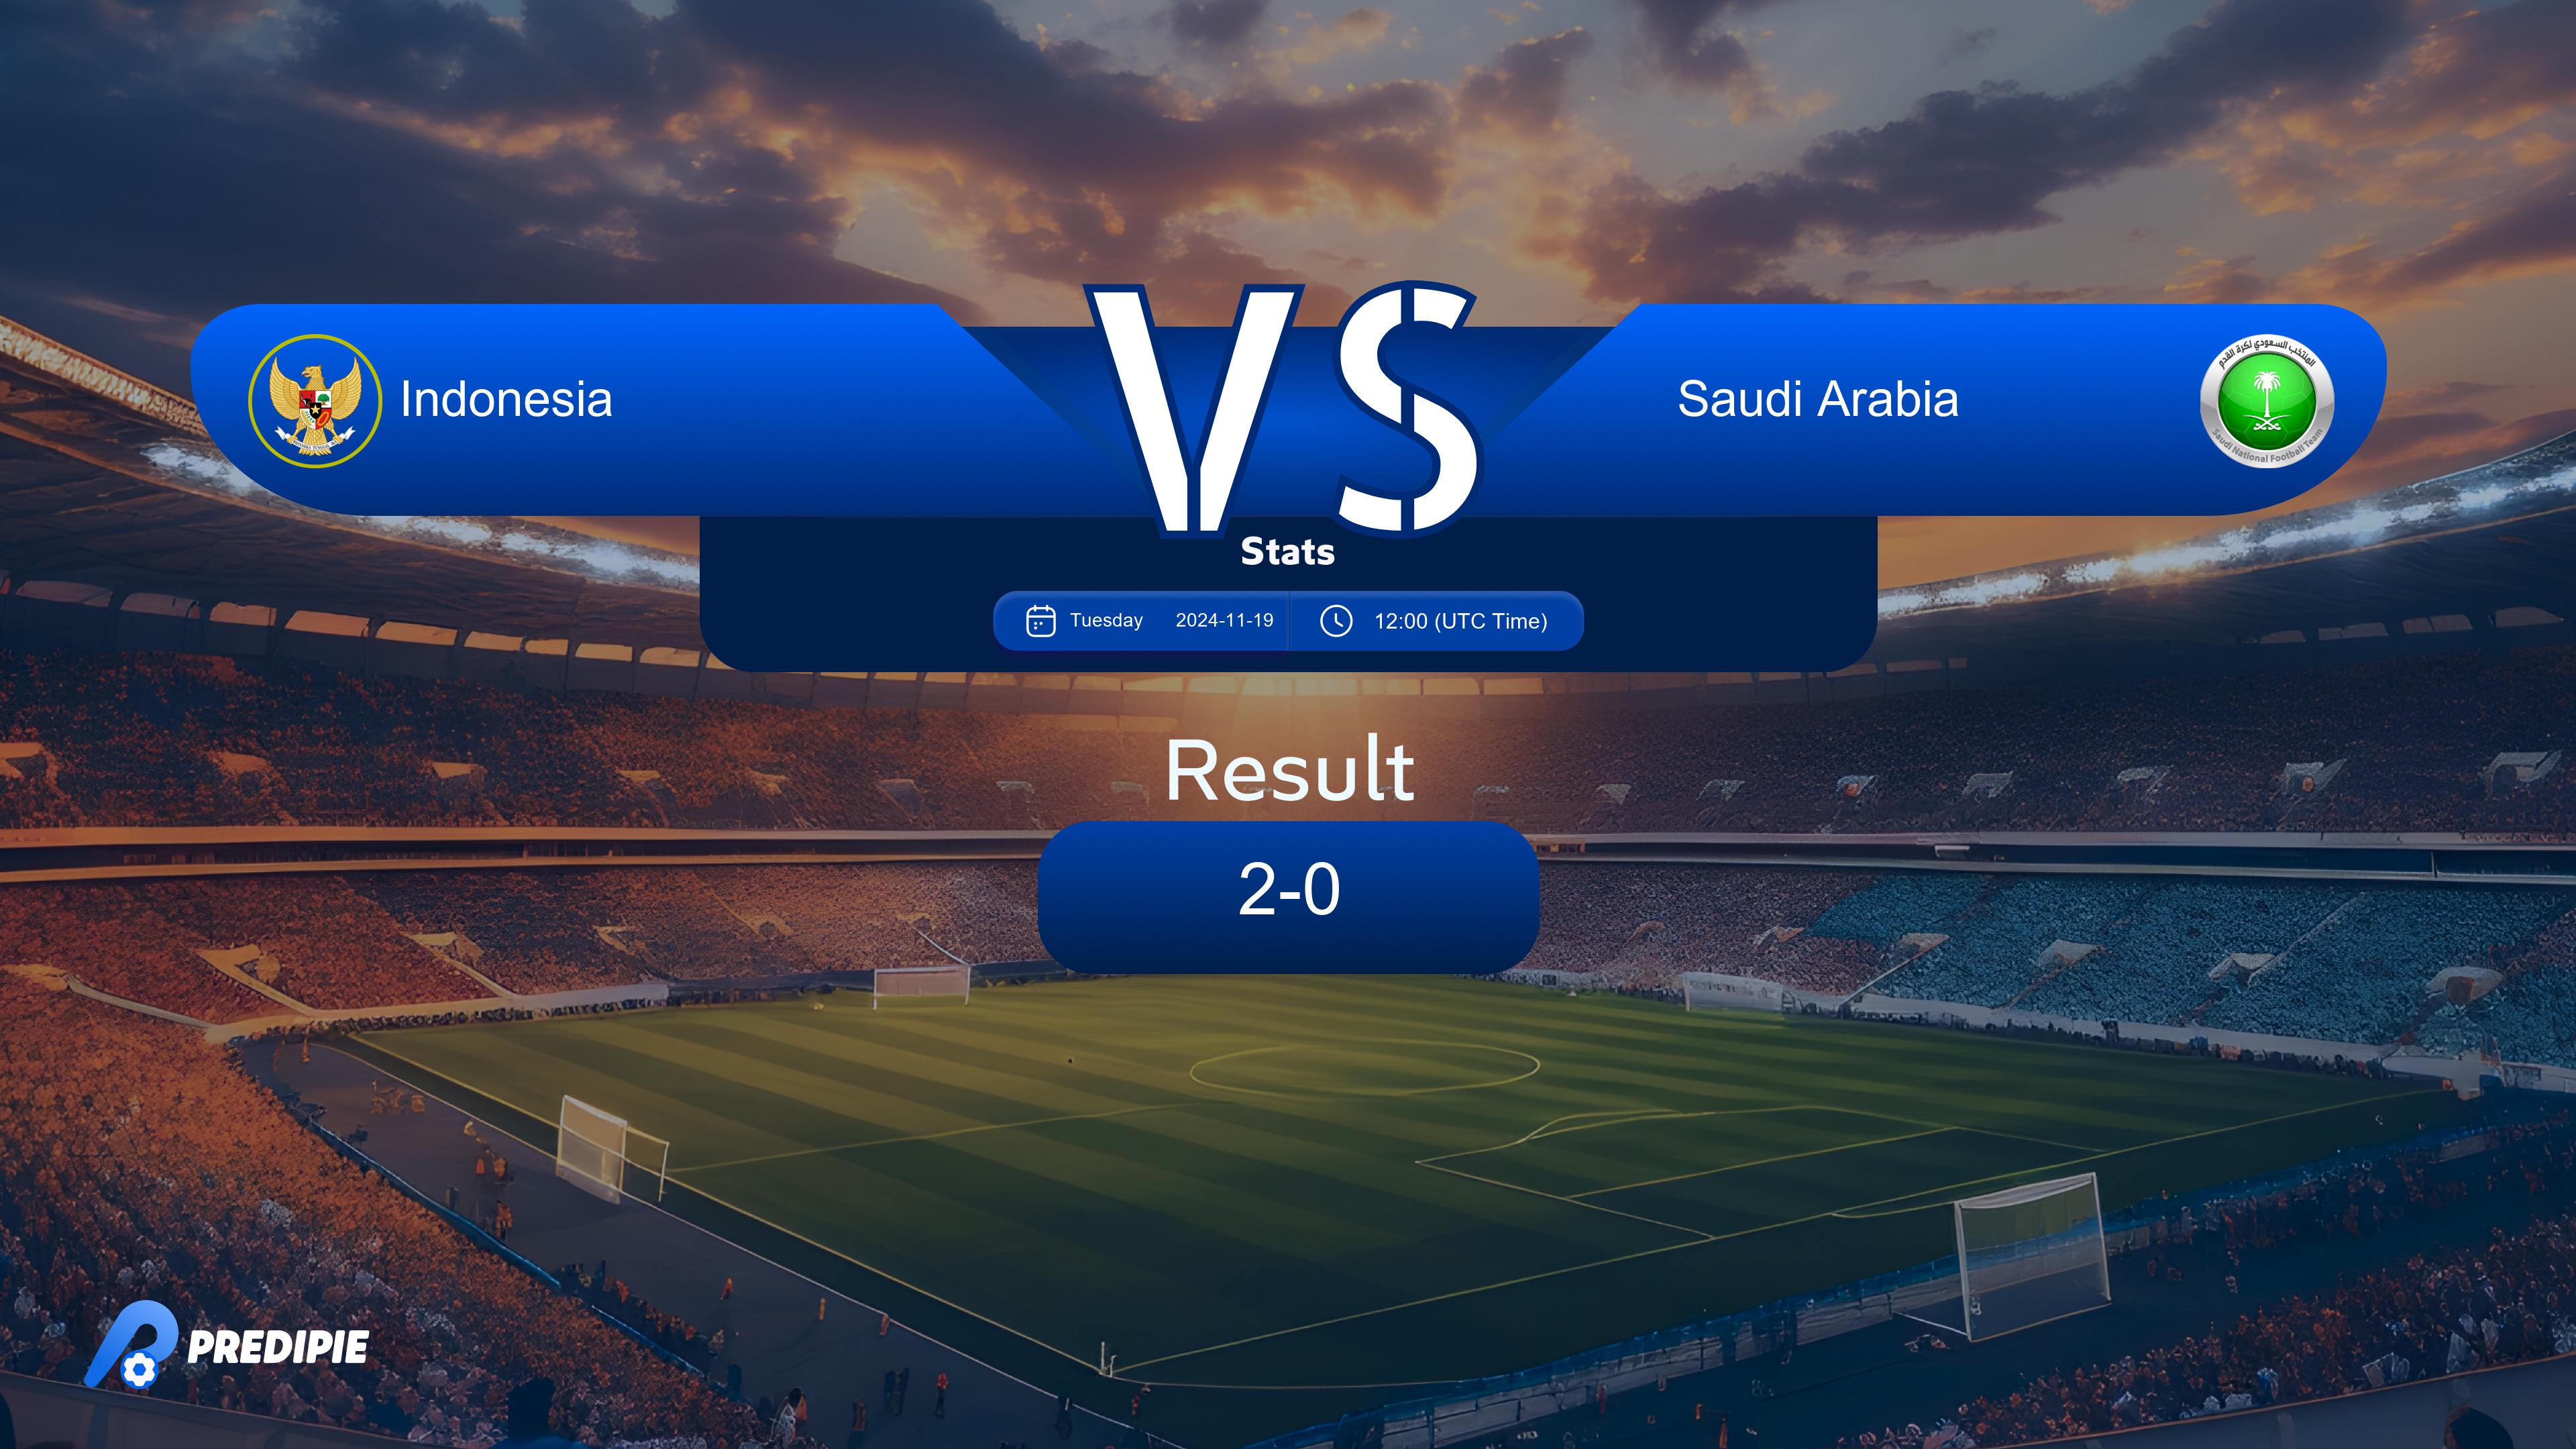 VS
Indonesia
Saudi Arabia
المنتخب السعودي لكرة القدم
Saudi National Football Team
Stats
Tuesday 2024-11-19 12:00 (UTC Time)
Result
2-0
PREDIPIE